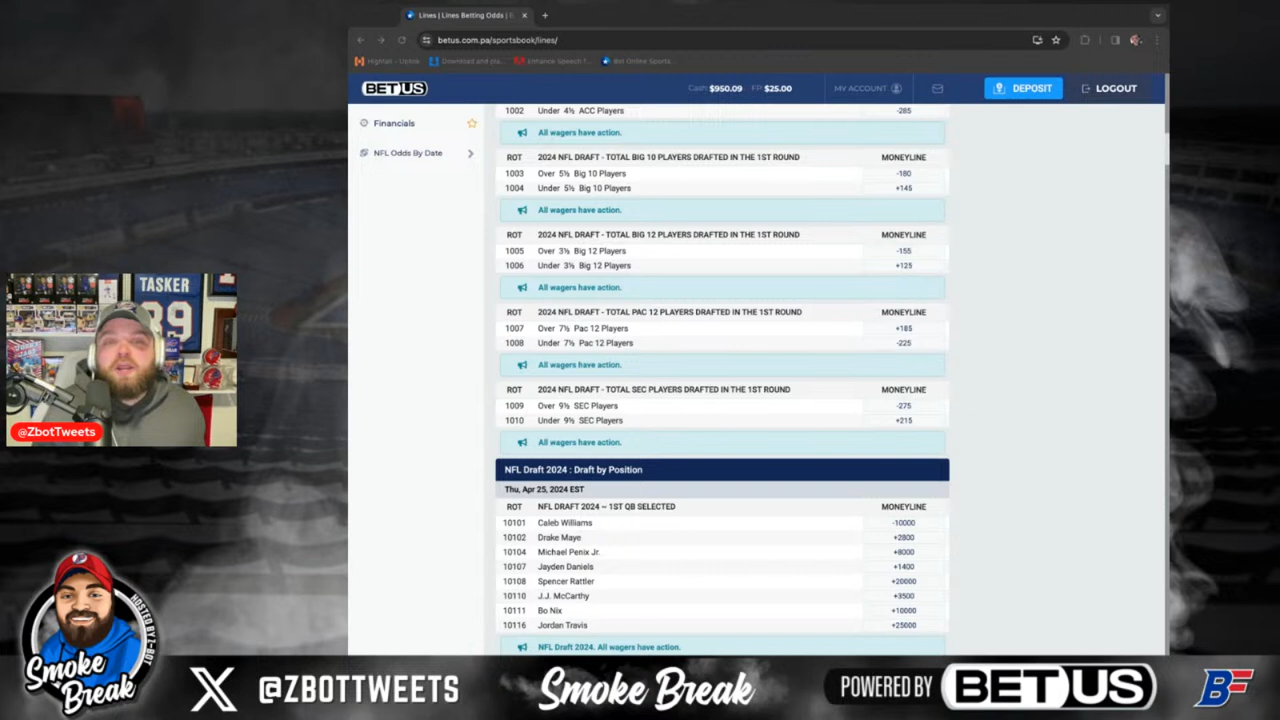 Lines | Lines Betting Odds |
betus.com.pa/sportsbook/lines/
Download and pla...
Enhance Speech f...
Bet Online Sports...
BETUS
Cash $950.09 FP $25.00
MY ACCOUNT
DEPOSIT
LOGOUT
Financials
NFL Odds By Date
1002 Under 4½ ACC Players -285
All wagers have action.
ROT 2024 NFL DRAFT - TOTAL BIG 10 PLAYERS DRAFTED IN THE 1ST ROUND MONEYLINE
1003 Over 5½ Big 10 Players -180
1004 Under 5½ Big 10 Players +145
All wagers have action.
ROT 2024 NFL DRAFT - TOTAL BIG 12 PLAYERS DRAFTED IN THE 1ST ROUND MONEYLINE
1005 Over 3½ Big 12 Players -155
1006 Under 3½ Big 12 Players +125
All wagers have action.
ROT 2024 NFL DRAFT - TOTAL PAC 12 PLAYERS DRAFTED IN THE 1ST ROUND MONEYLINE
1007 Over 7½ Pac 12 Players +185
1008 Under 7½ Pac 12 Players -225
All wagers have action.
ROT 2024 NFL DRAFT - TOTAL SEC PLAYERS DRAFTED IN THE 1ST ROUND MONEYLINE
1009 Over 9½ SEC Players -275
1010 Under 9½ SEC Players +215
All wagers have action.
NFL Draft 2024 : Draft by Position
Thu, Apr 25, 2024 EST
ROT NFL DRAFT 2024 ~ 1ST QB SELECTED MONEYLINE
10101 Caleb Williams -10000
10102 Drake Maye +2800
10104 Michael Penix Jr. +8000
10107 Jayden Daniels +1400
10108 Spencer Rattler +20000
10110 J.J. McCarthy +3500
10111 Bo Nix +10000
10116 Jordan Travis +25000
NFL Draft 2024. All wagers have action.
TASKER
89
@ZbotTweets
Smoke Break
HOSTED BY Z-BOT
X @ZBOTTWEETS
Smoke Break
POWERED BY BETUS
BF